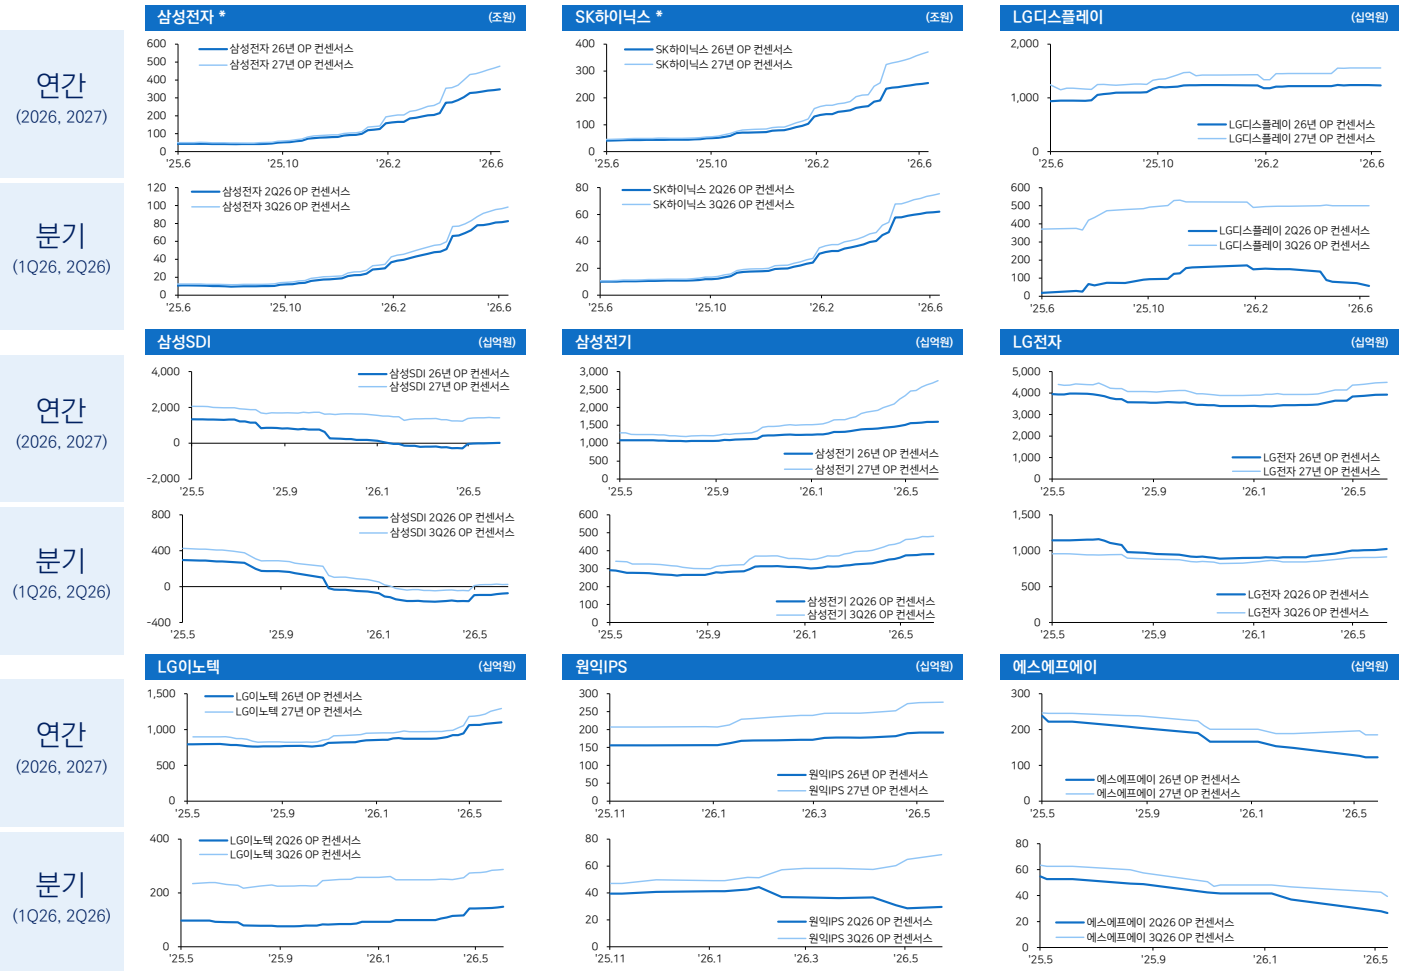 삼성전자 * (조원)
SK하이닉스 * (조원)
LG디스플레이 (십억원)
연간
(2026, 2027)
삼성전자 26년 OP 컨센서스
삼성전자 27년 OP 컨센서스
600
500
400
300
200
100
0
'25.6 '25.10 '26.2 '26.6
SK하이닉스 26년 OP 컨센서스
SK하이닉스 27년 OP 컨센서스
400
300
200
100
0
'25.6 '25.10 '26.2 '26.6
2,000
1,000
0
LG디스플레이 26년 OP 컨센서스
LG디스플레이 27년 OP 컨센서스
'25.6 '25.10 '26.2 '26.6
분기
(1Q26, 2Q26)
삼성전자 2Q26 OP 컨센서스
삼성전자 3Q26 OP 컨센서스
120
100
80
60
40
20
0
'25.6 '25.10 '26.2 '26.6
SK하이닉스 2Q26 OP 컨센서스
SK하이닉스 3Q26 OP 컨센서스
80
60
40
20
0
'25.6 '25.10 '26.2 '26.6
600
500
400
300
200
100
0
LG디스플레이 2Q26 OP 컨센서스
LG디스플레이 3Q26 OP 컨센서스
'25.6 '25.10 '26.2 '26.6
삼성SDI (십억원)
삼성전기 (십억원)
LG전자 (십억원)
연간
(2026, 2027)
삼성SDI 26년 OP 컨센서스
삼성SDI 27년 OP 컨센서스
4,000
2,000
0
-2,000
'25.5 '25.9 '26.1 '26.5
3,000
2,500
2,000
1,500
1,000
500
0
삼성전기 26년 OP 컨센서스
삼성전기 27년 OP 컨센서스
'25.5 '25.9 '26.1 '26.5
5,000
4,000
3,000
2,000
1,000
0
LG전자 26년 OP 컨센서스
LG전자 27년 OP 컨센서스
'25.5 '25.9 '26.1 '26.5
분기
(1Q26, 2Q26)
삼성SDI 2Q26 OP 컨센서스
삼성SDI 3Q26 OP 컨센서스
800
400
0
-400
'25.5 '25.9 '26.1 '26.5
600
500
400
300
200
100
0
삼성전기 2Q26 OP 컨센서스
삼성전기 3Q26 OP 컨센서스
'25.5 '25.9 '26.1 '26.5
1,500
1,000
500
0
LG전자 2Q26 OP 컨센서스
LG전자 3Q26 OP 컨센서스
'25.5 '25.9 '26.1 '26.5
LG이노텍 (십억원)
원익IPS (십억원)
에스에프에이 (십억원)
연간
(2026, 2027)
LG이노텍 26년 OP 컨센서스
LG이노텍 27년 OP 컨센서스
1,500
1,000
500
0
'25.5 '25.9 '26.1 '26.5
300
250
200
150
100
50
0
원익IPS 26년 OP 컨센서스
원익IPS 27년 OP 컨센서스
'25.11 '26.1 '26.3 '26.5
300
200
100
0
에스에프에이 26년 OP 컨센서스
에스에프에이 27년 OP 컨센서스
'25.5 '25.9 '26.1 '26.5
분기
(1Q26, 2Q26)
LG이노텍 2Q26 OP 컨센서스
LG이노텍 3Q26 OP 컨센서스
400
200
0
'25.5 '25.9 '26.1 '26.5
80
60
40
20
0
원익IPS 2Q26 OP 컨센서스
원익IPS 3Q26 OP 컨센서스
'25.11 '26.1 '26.3 '26.5
80
60
40
20
0
에스에프에이 2Q26 OP 컨센서스
에스에프에이 3Q26 OP 컨센서스
'25.5 '25.9 '26.1 '26.5